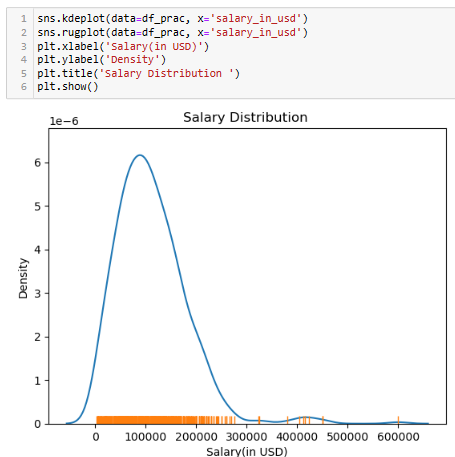 1 sns.kdeplot(data=df_prac, x='salary_in_usd')
2 sns.rugplot(data=df_prac, x='salary_in_usd')
3 plt.xlabel('Salary(in USD)')
4 plt.ylabel('Density')
5 plt.title('Salary Distribution ')
6 plt.show()
Salary Distribution
1e−6
6
5
4
3
2
1
0
Density
0 100000 200000 300000 400000 500000 600000
Salary(in USD)